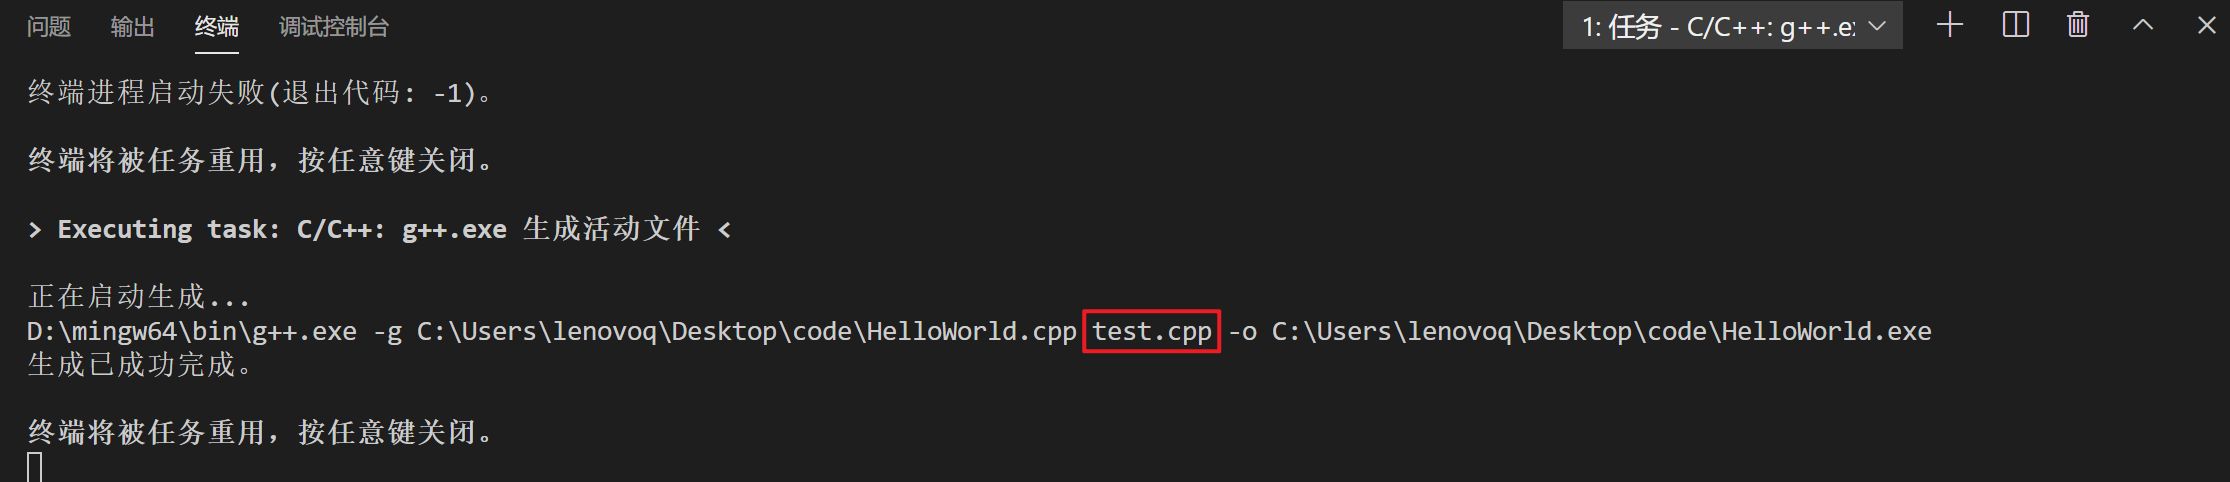 问题 输出 终端 调试控制台 1: 任务 - C/C++: g++.e
终端进程启动失败(退出代码: -1)。
终端将被任务重用，按任意键关闭。
> Executing task: C/C++: g++.exe 生成活动文件 <
正在启动生成...
D:\mingw64\bin\g++.exe -g C:\Users\lenovoq\Desktop\code\HelloWorld.cpp test.cpp -o C:\Users\lenovoq\Desktop\code\HelloWorld.exe
生成已成功完成。
终端将被任务重用，按任意键关闭。